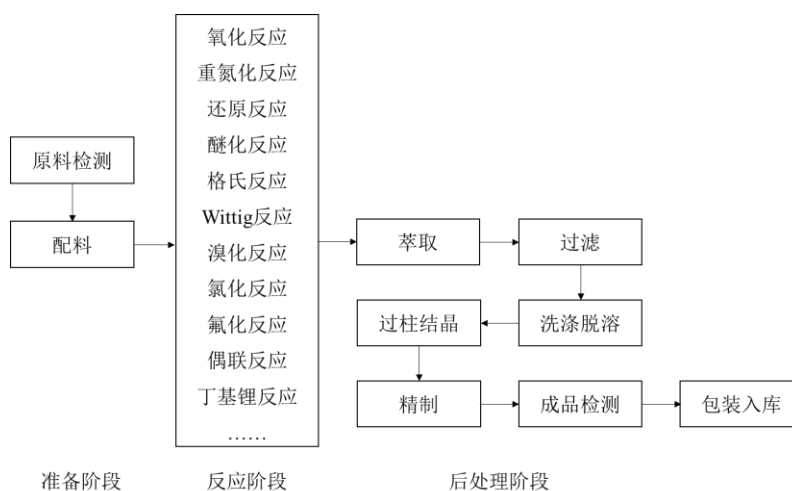 原料检测
配料
氧化反应
重氮化反应
还原反应
醚化反应
格氏反应
Wittig反应
溴化反应
氯化反应
氟化反应
偶联反应
丁基锂反应
……
萃取
过滤
洗涤脱溶
过柱结晶
精制
成品检测
包装入库
准备阶段
反应阶段
后处理阶段